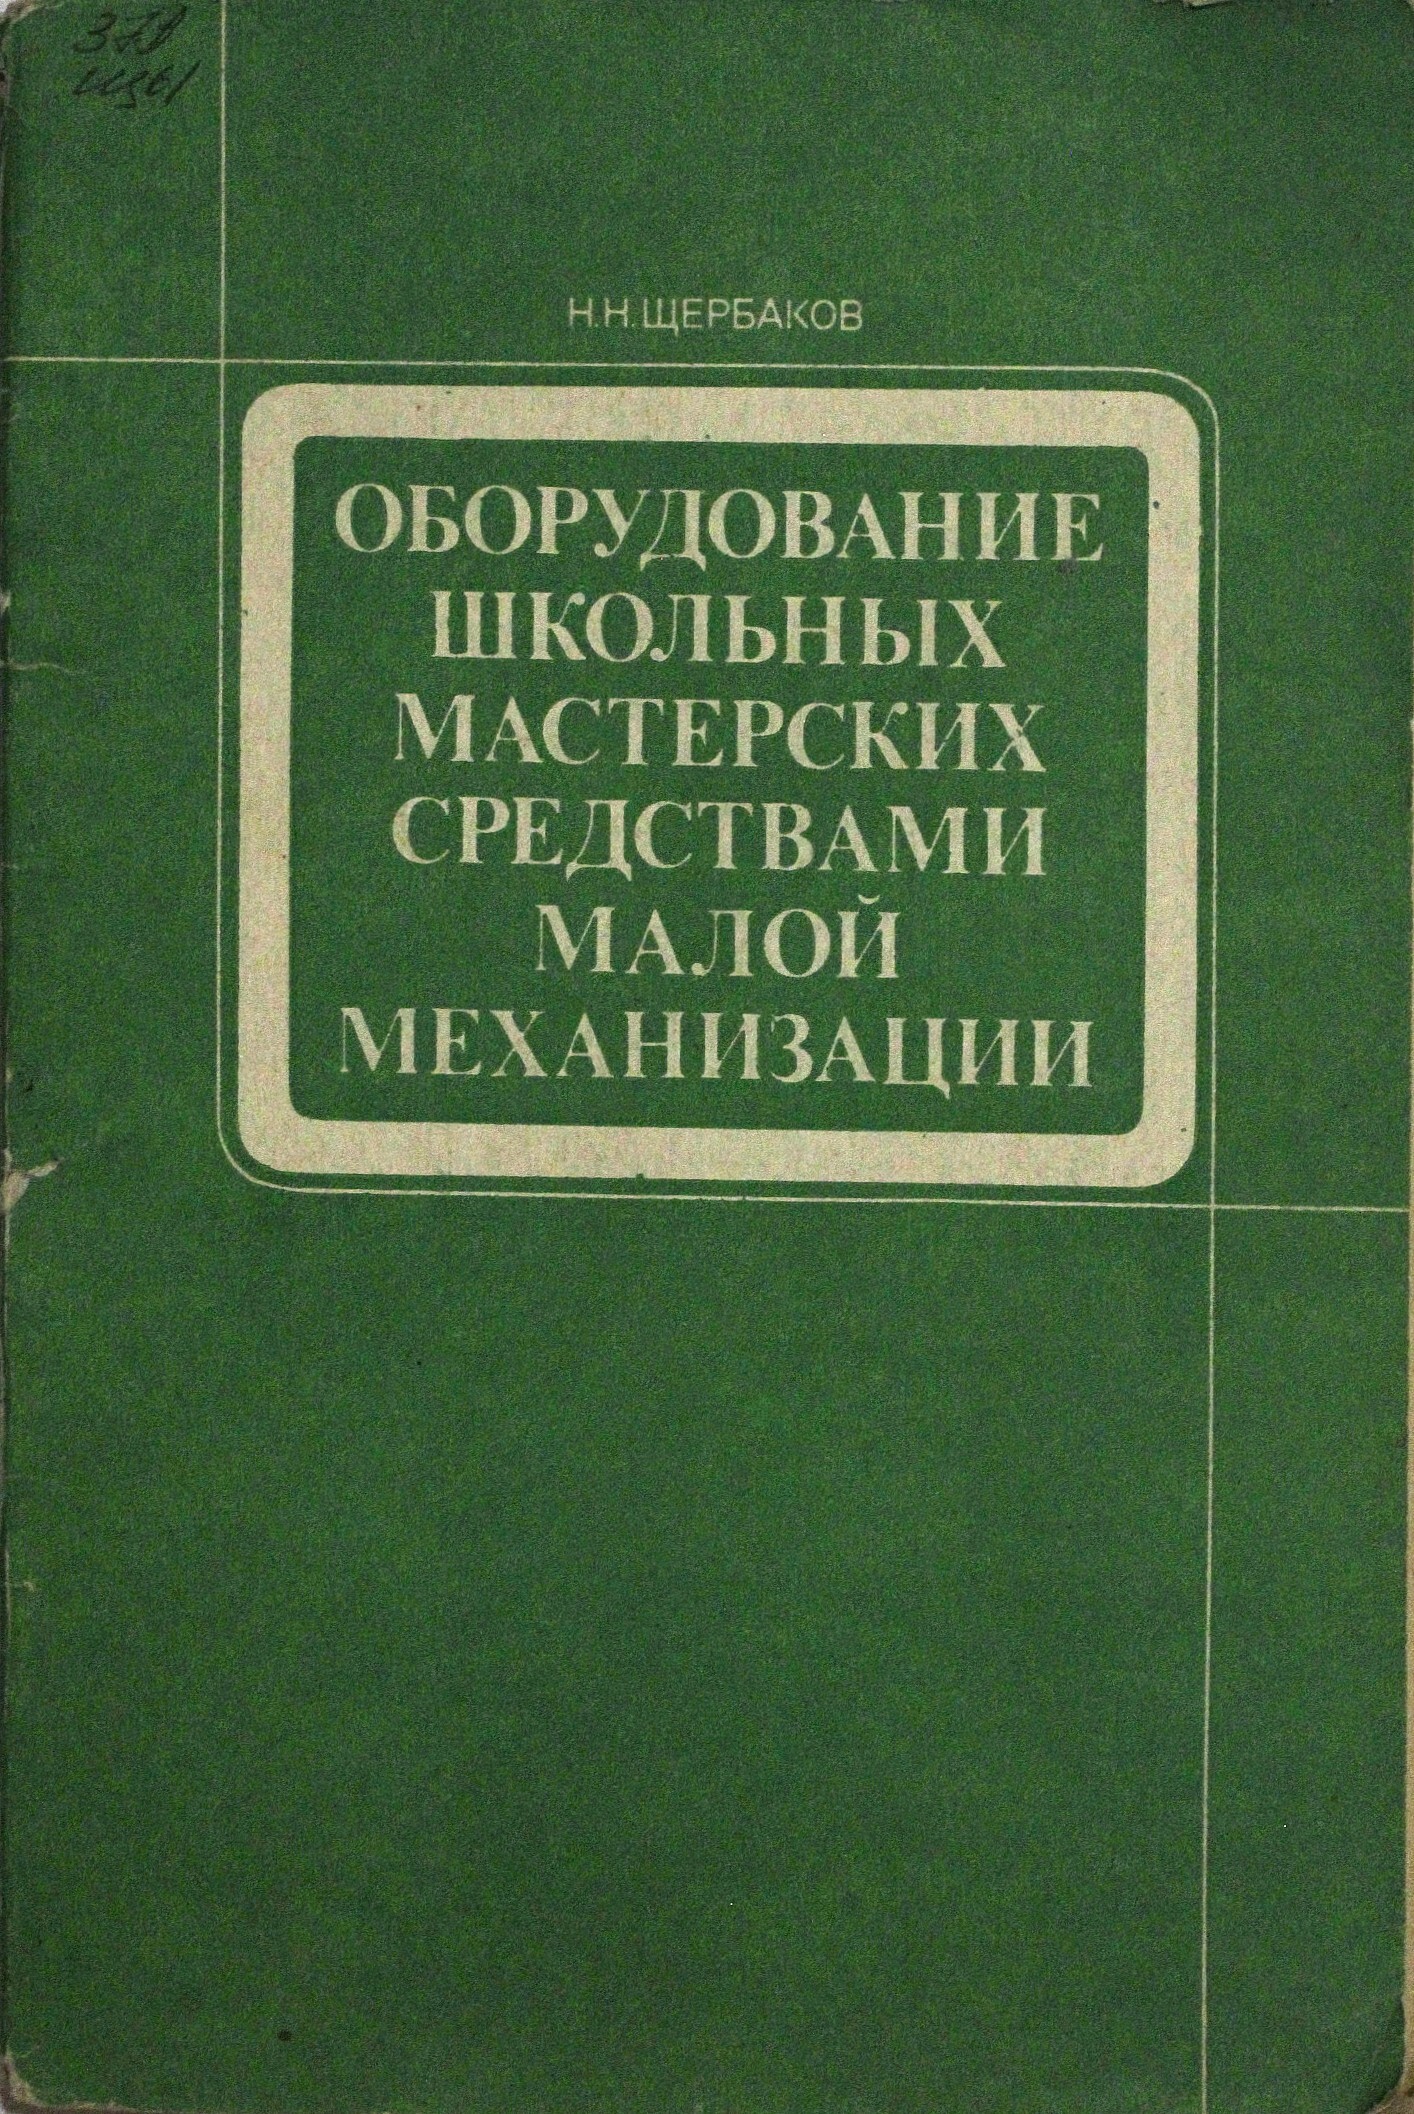 Н.Н.ЩЕРБАКОВ
ОБОРУДОВАНИЕ
ШКОЛЬНЫХ
МАСТЕРСКИХ
СРЕДСТВАМИ
МАЛОЙ
МЕХАНИЗАЦИИ